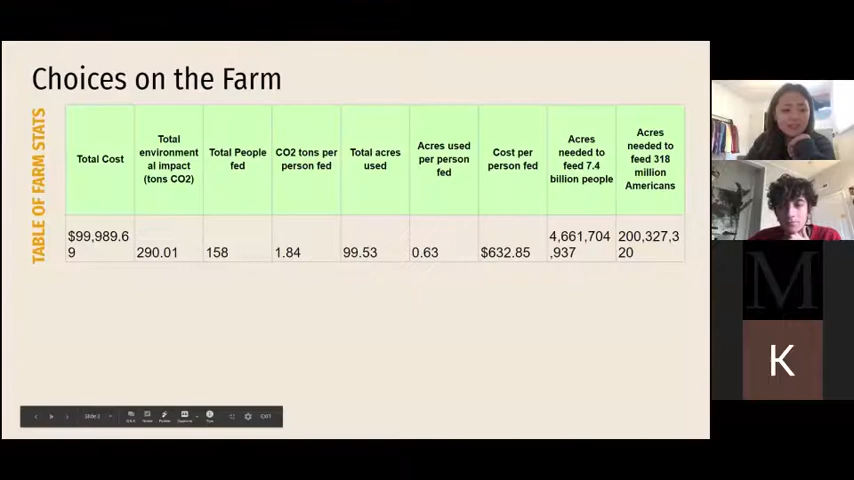 Choices on the Farm
TABLE OF FARM STATS
Total Cost
Total
environment
al impact
(tons CO2)
Total People
fed
CO2 tons per
person fed
Total acres
used
Acres used
per person
fed
Cost per
person fed
Acres
needed to
feed 7.4
billion people
Acres
needed to
feed 318
million
Americans
$99,989.6
9
290.01
158
1.84
99.53
0.63
$632.85
4,661,704
,937
200,327,3
20
Slide 2
EXIT
M
K